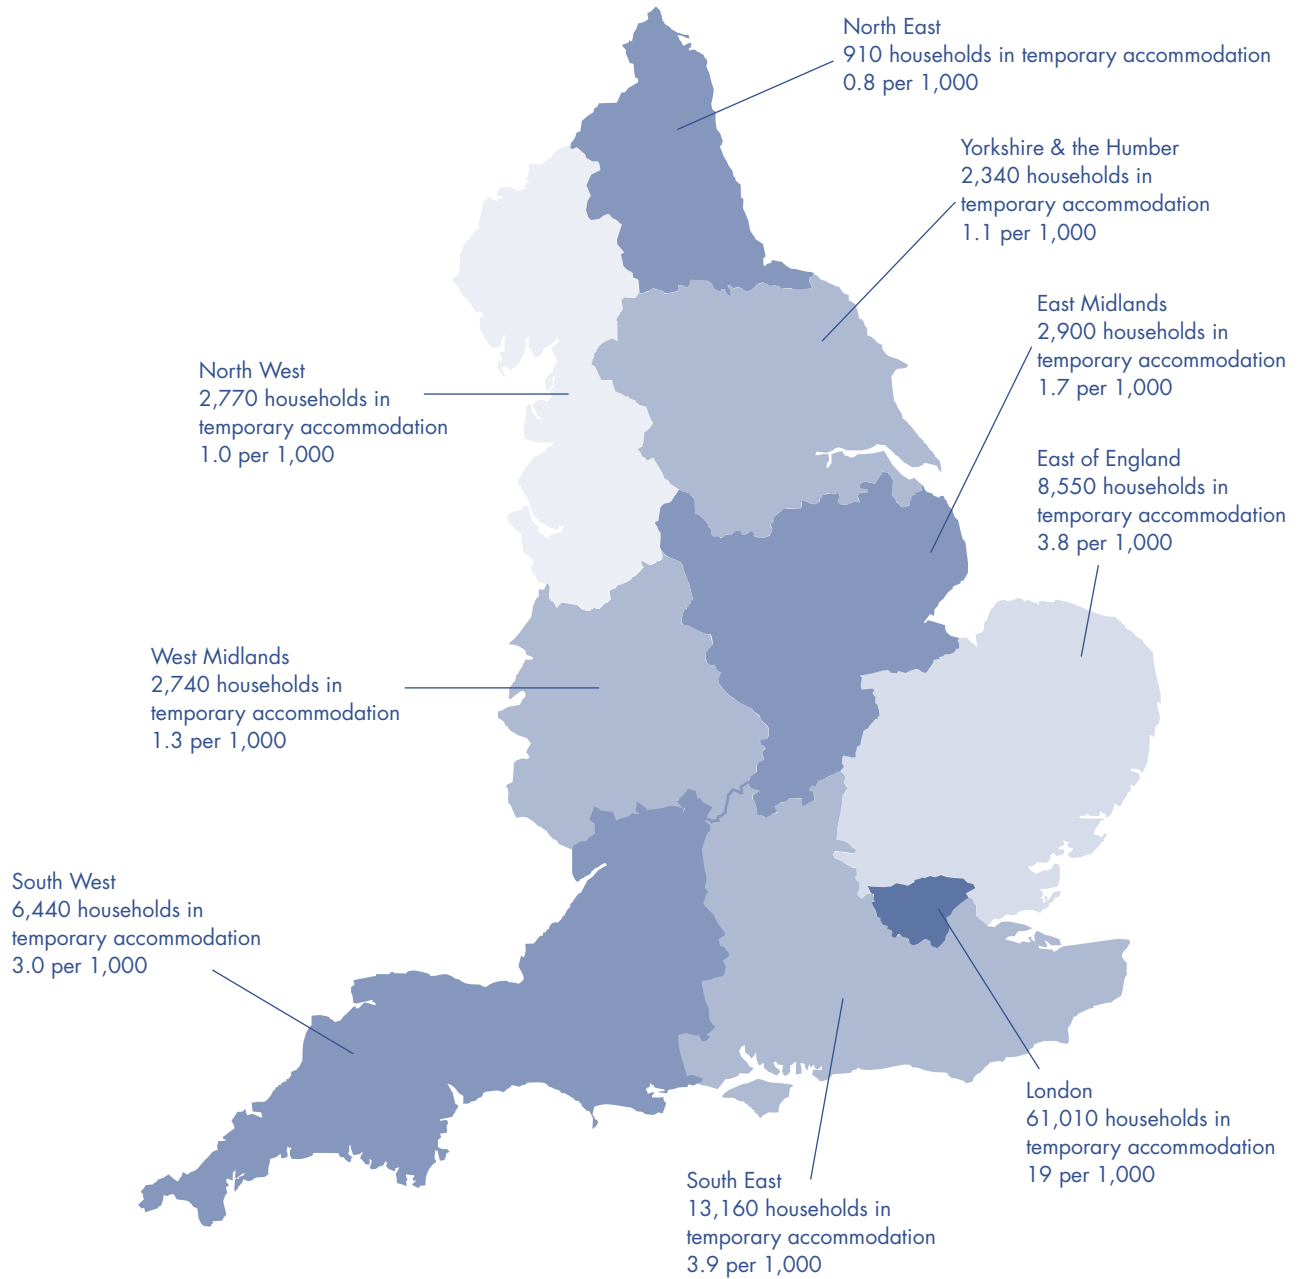 North East
910 households in temporary accommodation
0.8 per 1,000
Yorkshire & the Humber
2,340 households in
temporary accommodation
1.1 per 1,000
East Midlands
2,900 households in
temporary accommodation
1.7 per 1,000
North West
2,770 households in
temporary accommodation
1.0 per 1,000
East of England
8,550 households in
temporary accommodation
3.8 per 1,000
West Midlands
2,740 households in
temporary accommodation
1.3 per 1,000
South West
6,440 households in
temporary accommodation
3.0 per 1,000
London
61,010 households in
temporary accommodation
19 per 1,000
South East
13,160 households in
temporary accommodation
3.9 per 1,000